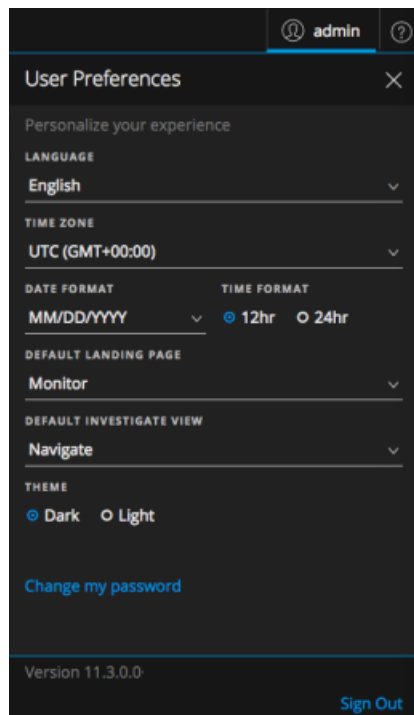 admin ?
User Preferences
Personalize your experience
LANGUAGE
English
TIME ZONE
UTC (GMT+00:00)
DATE FORMAT TIME FORMAT
MM/DD/YYYY 12hr 24hr
DEFAULT LANDING PAGE
Monitor
DEFAULT INVESTIGATE VIEW
Navigate
THEME
Dark Light
Change my password
Version 11.3.0.0
Sign Out